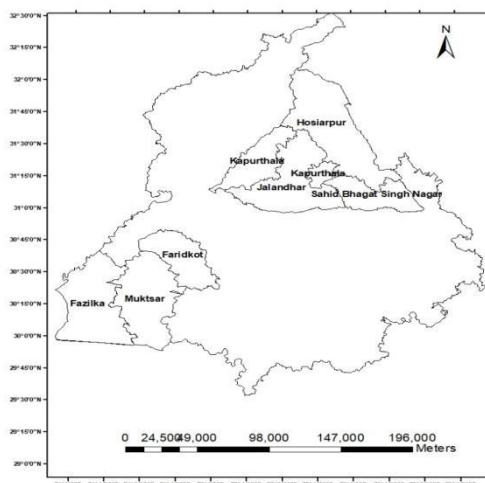 32°30'0"N
N
32°15'0"N
32°0'0"N
31°45'0"N
Hosiarpur
31°30'0"N
Kapurthala
31°15'0"N
Kapurthala
Jalandhar
Sahid Bhagat Singh Nagar
31°0'0"N
30°45'0"N
Faridkot
30°30'0"N
Fazilka
Muktsar
30°15'0"N
30°0'0"N
29°45'0"N
29°30'0"N
29°15'0"N
0 24,500 49,000 98,000 147,000 196,000
Meters
29°0'0"N